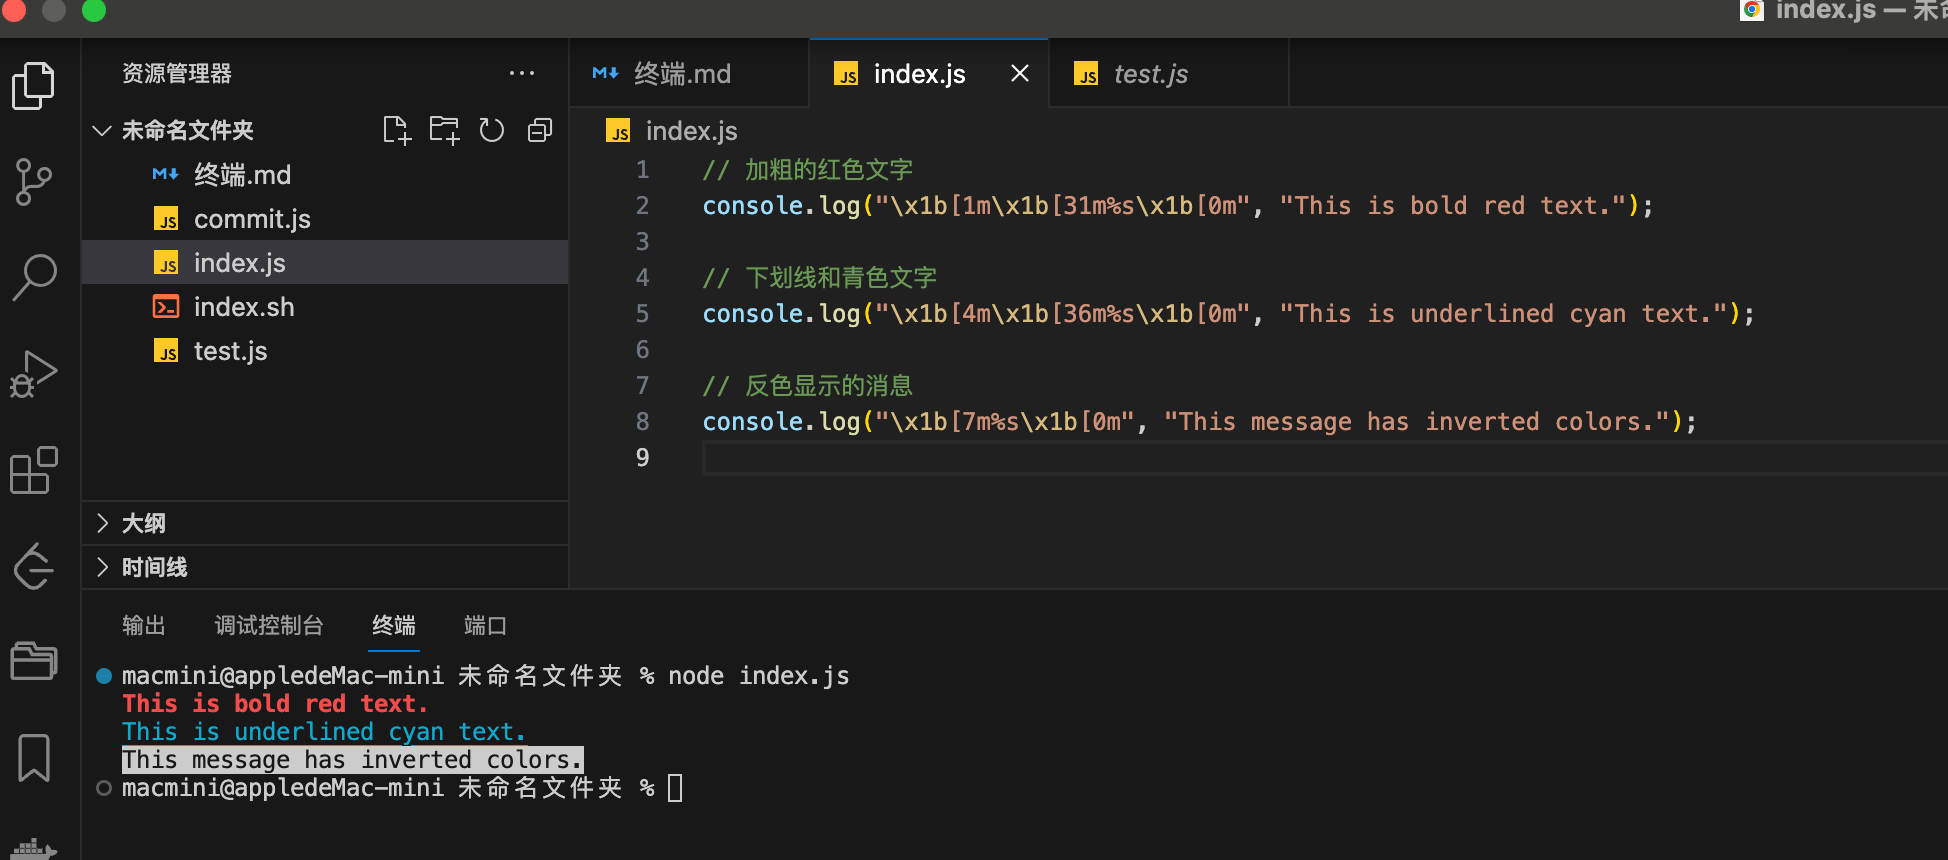 index.js — 未命
资源管理器
未命名文件夹
终端.md
commit.js
index.js
index.sh
test.js
大纲
时间线
终端.md index.js test.js
index.js
1 // 加粗的红色文字
2 console.log("\x1b[1m\x1b[31m%s\x1b[0m", "This is bold red text.");
3
4 // 下划线和青色文字
5 console.log("\x1b[4m\x1b[36m%s\x1b[0m", "This is underlined cyan text.");
6
7 // 反色显示的消息
8 console.log("\x1b[7m%s\x1b[0m", "This message has inverted colors.");
9
输出 调试控制台 终端 端口
macmini@appledeMac-mini 未命名文件夹 % node index.js
This is bold red text.
This is underlined cyan text.
This message has inverted colors.
macmini@appledeMac-mini 未命名文件夹 %